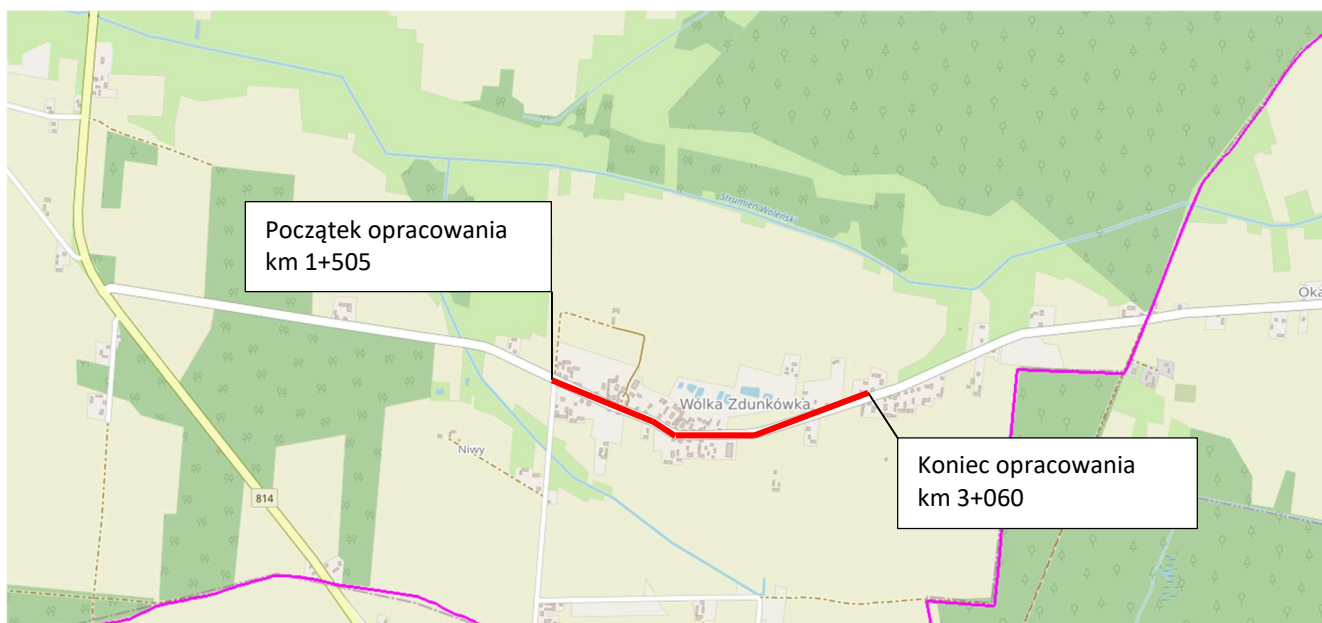 Początek opracowania
km 1+505
Strumień Woleński
Oka
Wólka Zdunkówka
Niwy
Koniec opracowania
km 3+060
814